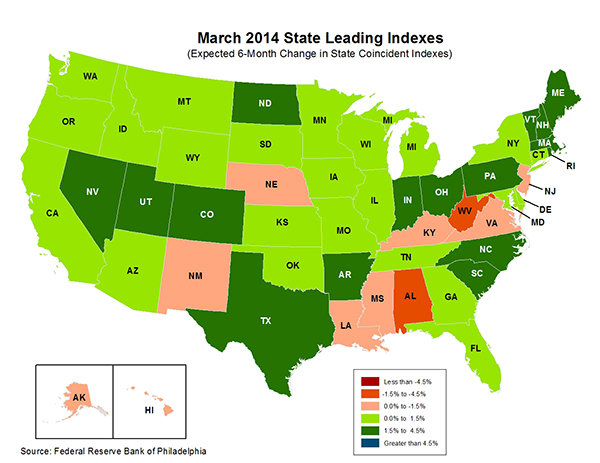 March 2014 State Leading Indexes
(Expected 6-Month Change in State Coincident Indexes)
WA
MT
ND
MN
MI
ME
VT
NH
OR
ID
SD
WI
MI
NY
MA
CT
RI
WY
IA
PA
NJ
NE
NV
UT
CO
IL
IN
OH
DE
MD
WV
VA
CA
KS
MO
KY
NC
AZ
NM
OK
AR
TN
SC
MS
AL
GA
TX
LA
FL
AK
HI
Less than -4.5%
-1.5% to -4.5%
0.0% to -1.5%
0.0% to 1.5%
1.5% to 4.5%
Greater than 4.5%
Source: Federal Reserve Bank of Philadelphia